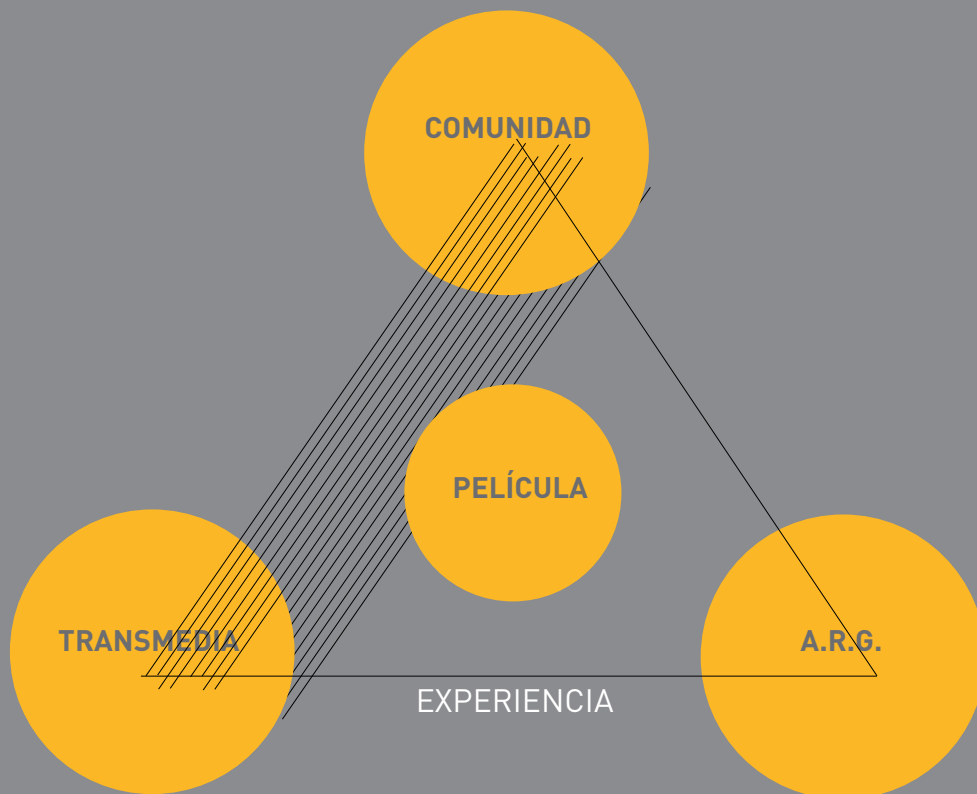 COMUNIDAD
PELÍCULA
TRANSMEDIA
A.R.G.
EXPERIENCIA